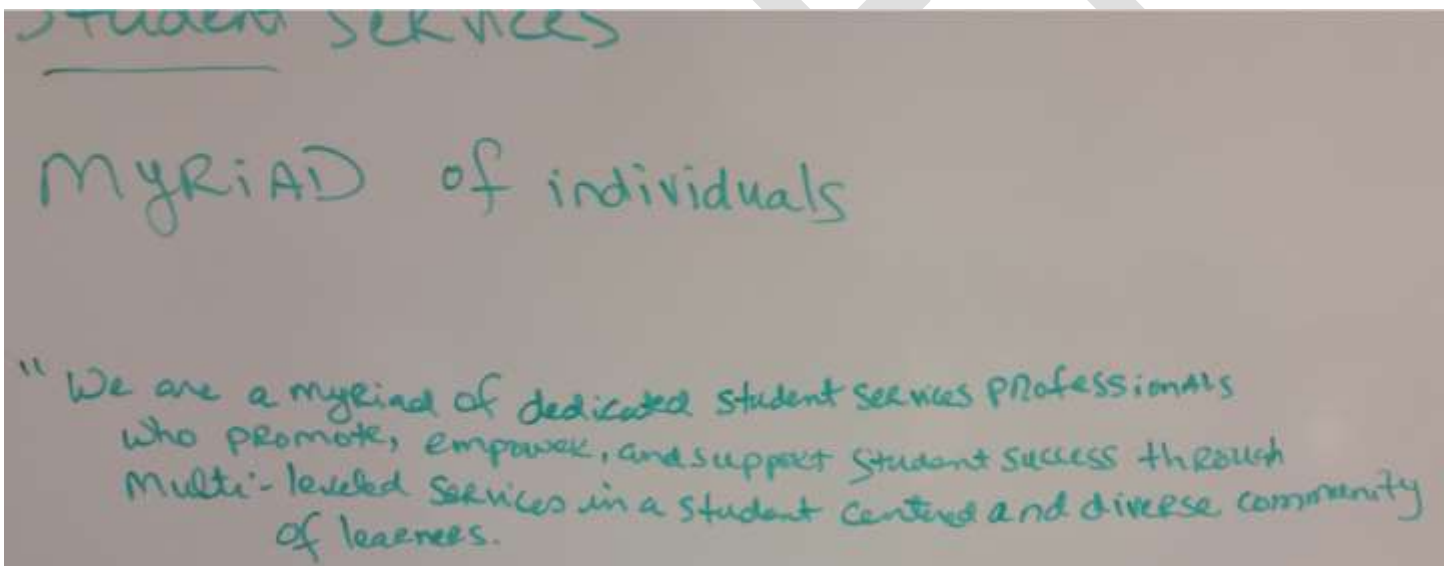 Student Services
MYRiAD of individuals
"We are a myriad of dedicated student services professionals
who promote, empower, and support student success through
Multi-leveled services in a student centered and diverse community
of learners.